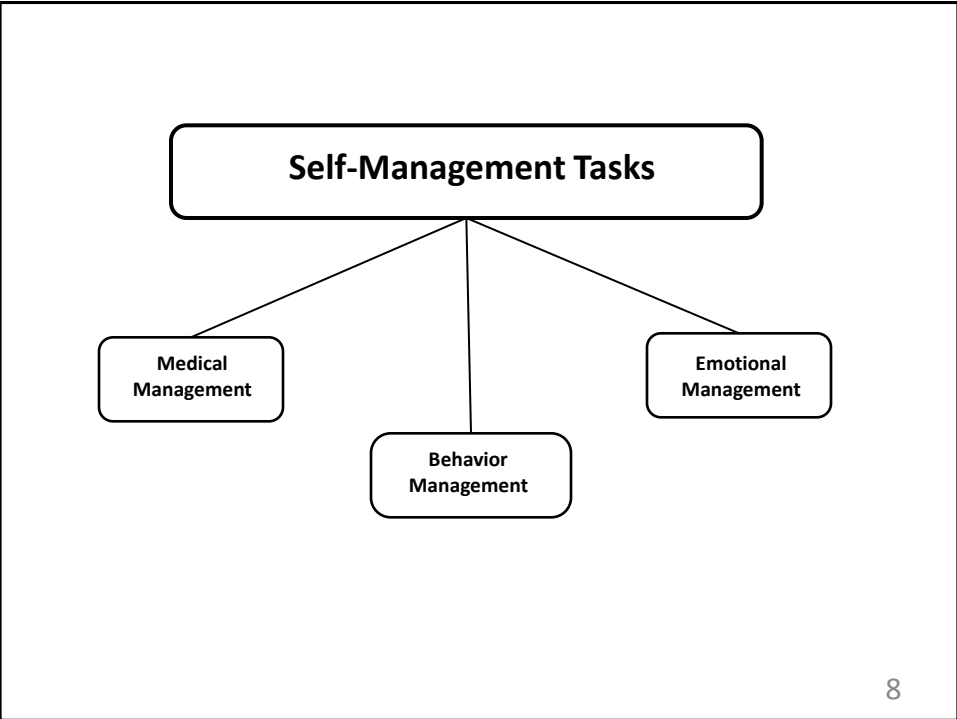 Self-Management Tasks
Medical
Management
Emotional
Management
Behavior
Management
8